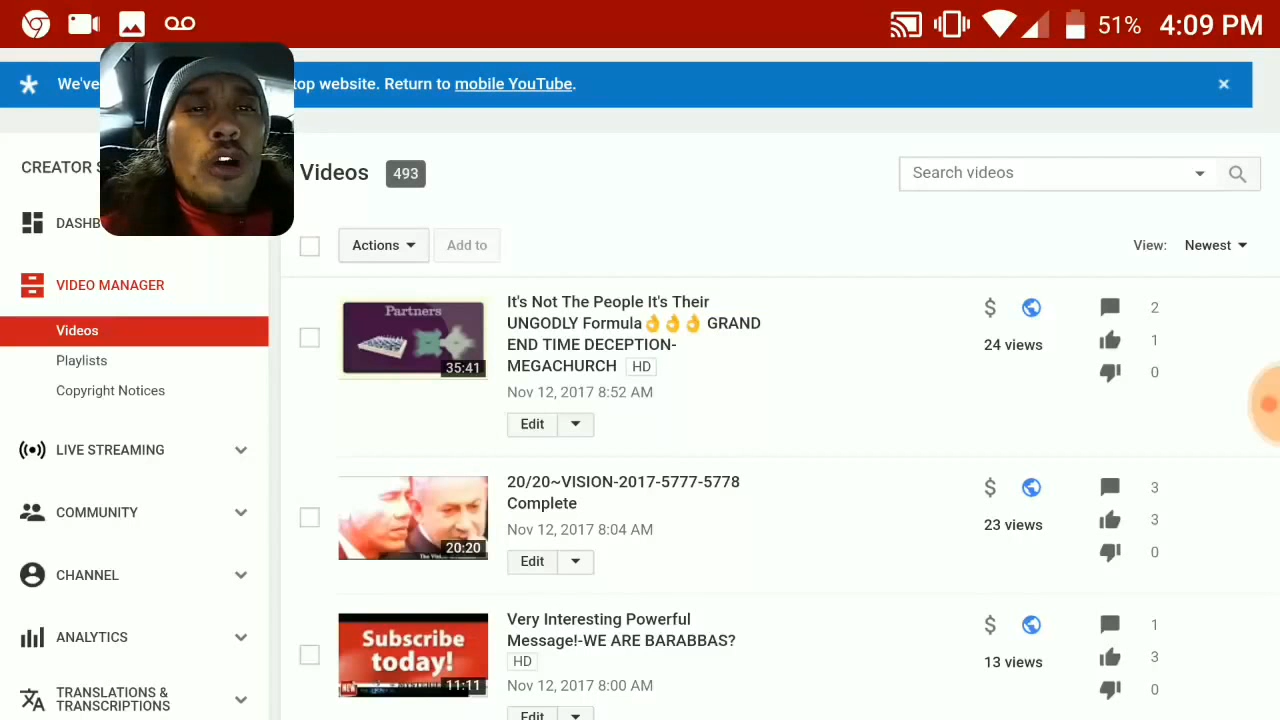 51% 4:09 PM
We've top website. Return to mobile YouTube.
CREATOR S
Videos 493
Search videos
DASHB
Actions Add to
View: Newest
VIDEO MANAGER
Videos
Playlists
Copyright Notices
LIVE STREAMING
COMMUNITY
CHANNEL
ANALYTICS
TRANSLATIONS &
TRANSCRIPTIONS
Partners
35:41
It's Not The People It's Their
UNGODLY Formula👌👌👌 GRAND
END TIME DECEPTION-
MEGACHURCH HD
Nov 12, 2017 8:52 AM
Edit
$
24 views
2
1
0
20:20
20/20~VISION-2017-5777-5778
Complete
Nov 12, 2017 8:04 AM
Edit
$
23 views
3
3
0
Subscribe
today!
11:11
Very Interesting Powerful
Message!-WE ARE BARABBAS?
HD
Nov 12, 2017 8:00 AM
Edit
$
13 views
1
3
0